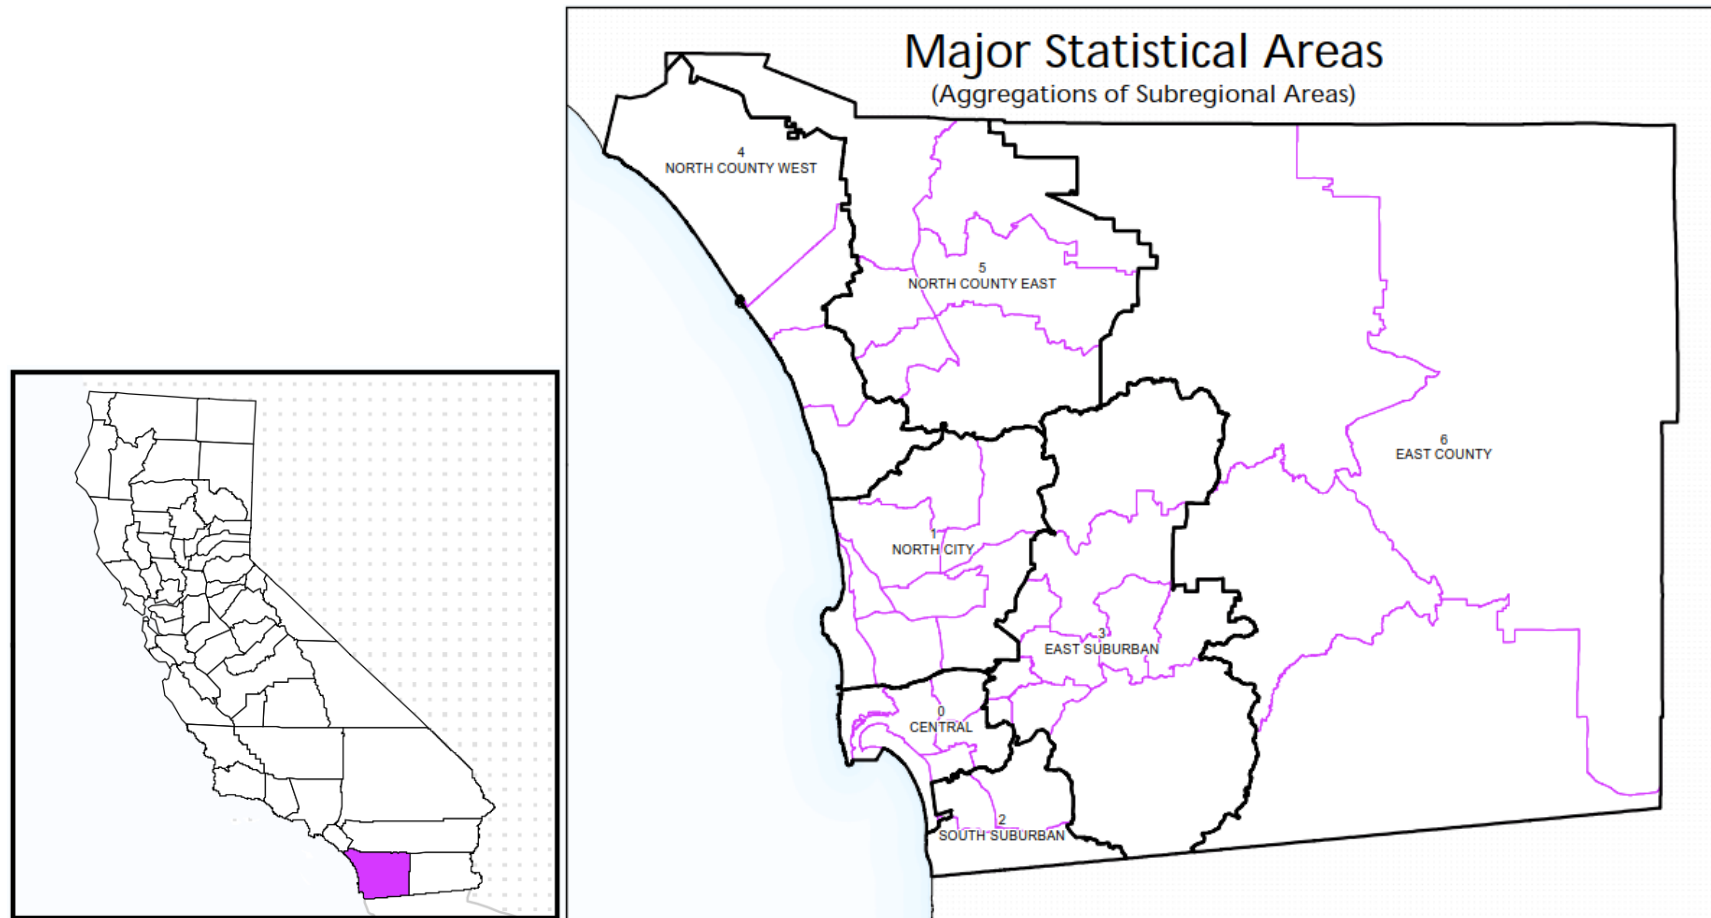 Major Statistical Areas
(Aggregations of Subregional Areas)
4
NORTH COUNTY WEST
5
NORTH COUNTY EAST
6
EAST COUNTY
1
NORTH CITY
3
EAST SUBURBAN
0
CENTRAL
2
SOUTH SUBURBAN